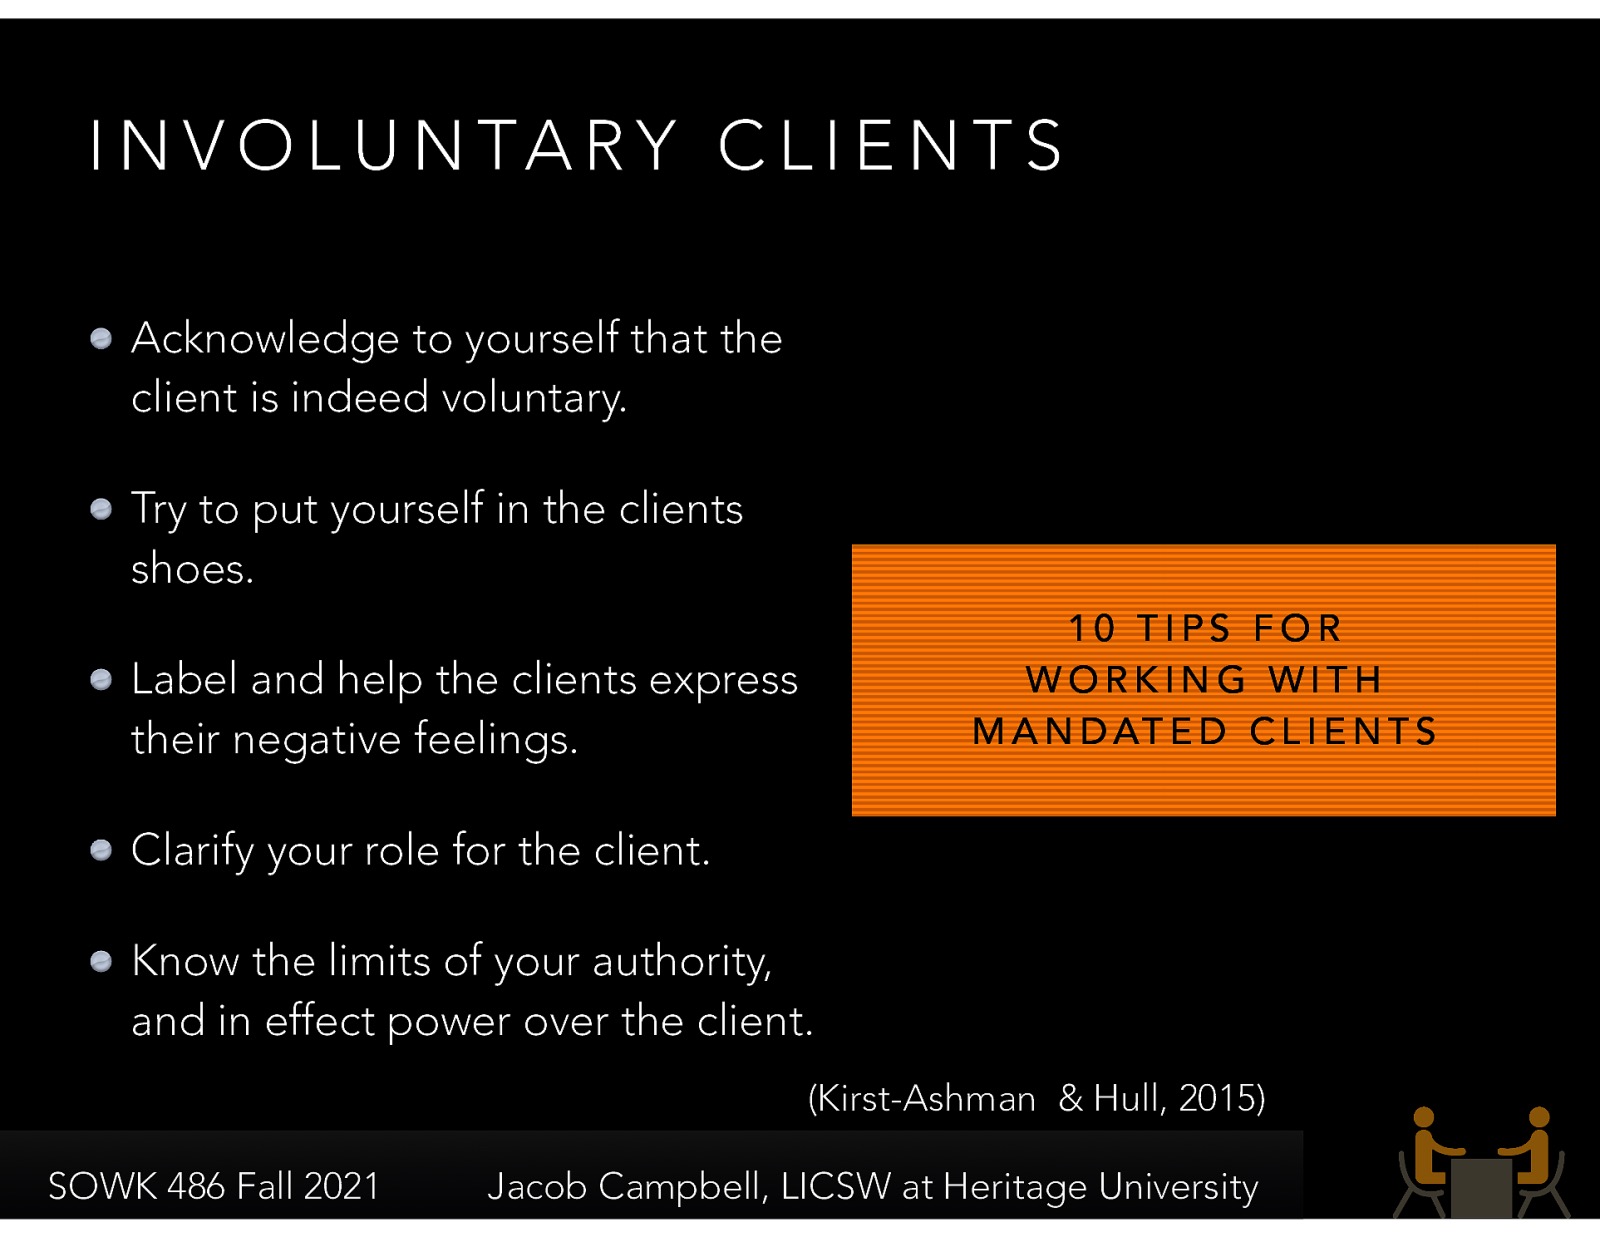 INVOLUNTARY CLIENTS
Acknowledge to yourself that the
client is indeed voluntary.
Try to put yourself in the clients
shoes.
Label and help the clients express
their negative feelings.
Clarify your role for the client.
Know the limits of your authority,
and in effect power over the client.
10 TIPS FOR
WORKING WITH
MANDATED CLIENTS
(Kirst-Ashman & Hull, 2015)
SOWK 486 Fall 2021
Jacob Campbell, LICSW at Heritage University